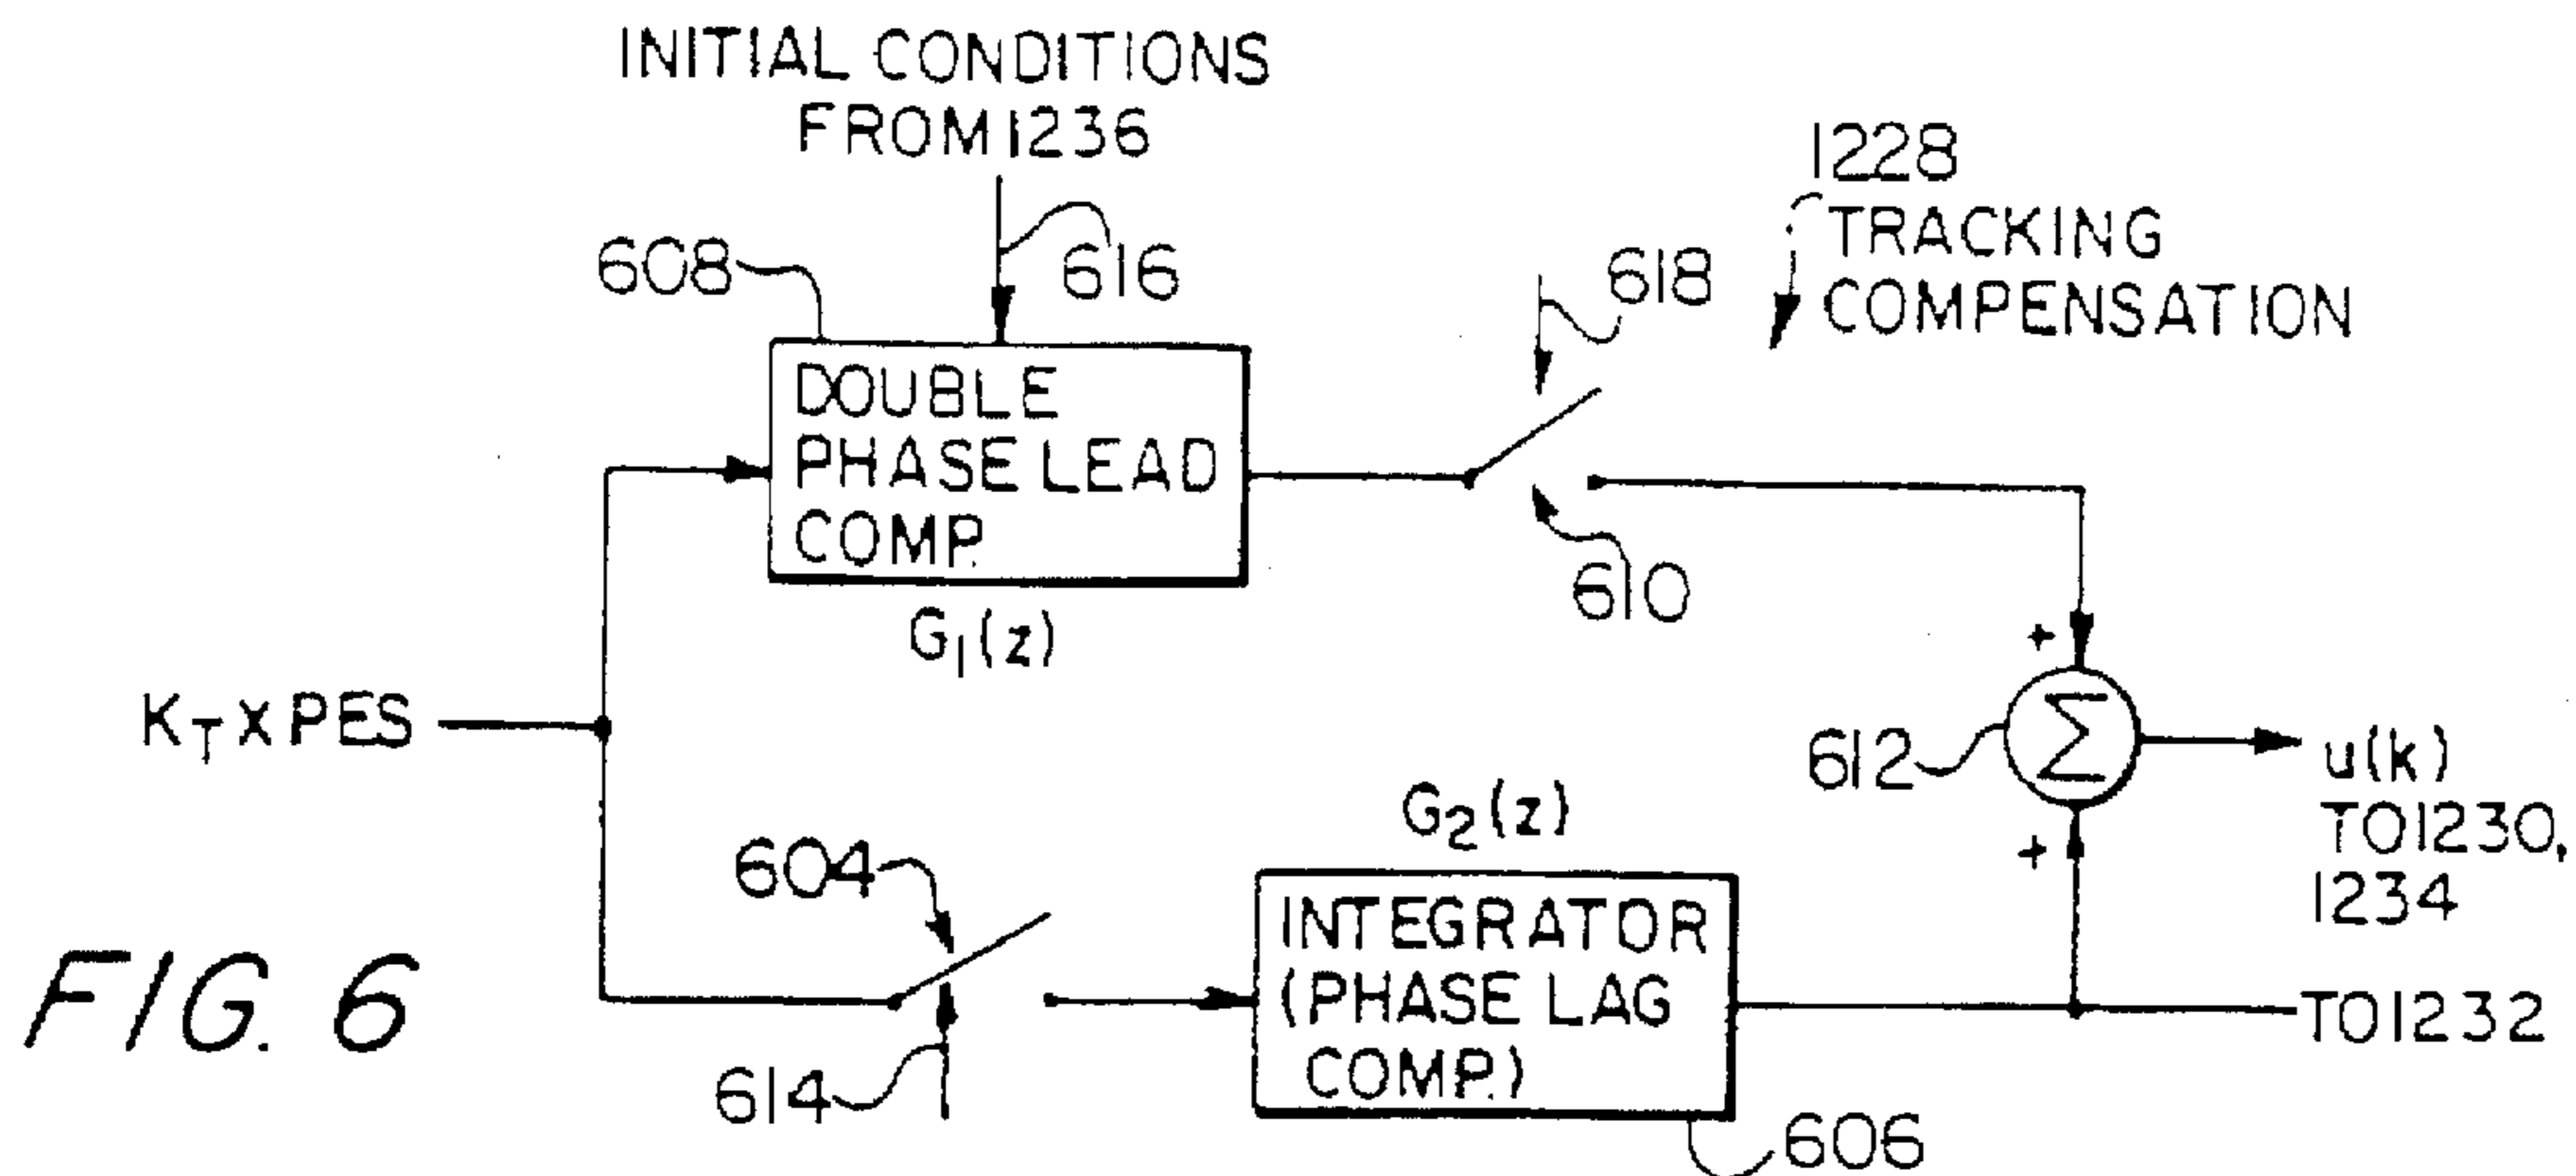 INITIAL CONDITIONS
FROM 1236
1228
TRACKING
COMPENSATION
608
616
618
DOUBLE
PHASE LEAD
COMP.
610
G1(z)
KT X PES
612
Σ
+
+
u(k)
TO 1230,
1234
G2(z)
604
INTEGRATOR
(PHASE LAG
COMP.)
TO 1232
614
606
FIG. 6